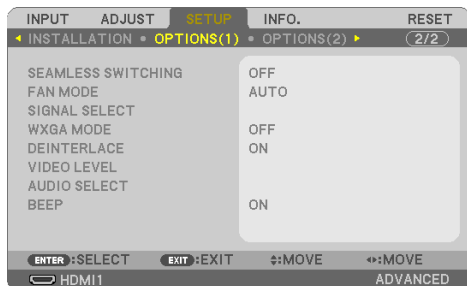 INPUT ADJUST SETUP INFO. RESET
INSTALLATION • OPTIONS(1) • OPTIONS(2) 2/2
SEAMLESS SWITCHING OFF
FAN MODE AUTO
SIGNAL SELECT
WXGA MODE OFF
DEINTERLACE ON
VIDEO LEVEL
AUDIO SELECT
BEEP ON
ENTER :SELECT EXIT :EXIT :MOVE :MOVE
HDMI1 ADVANCED